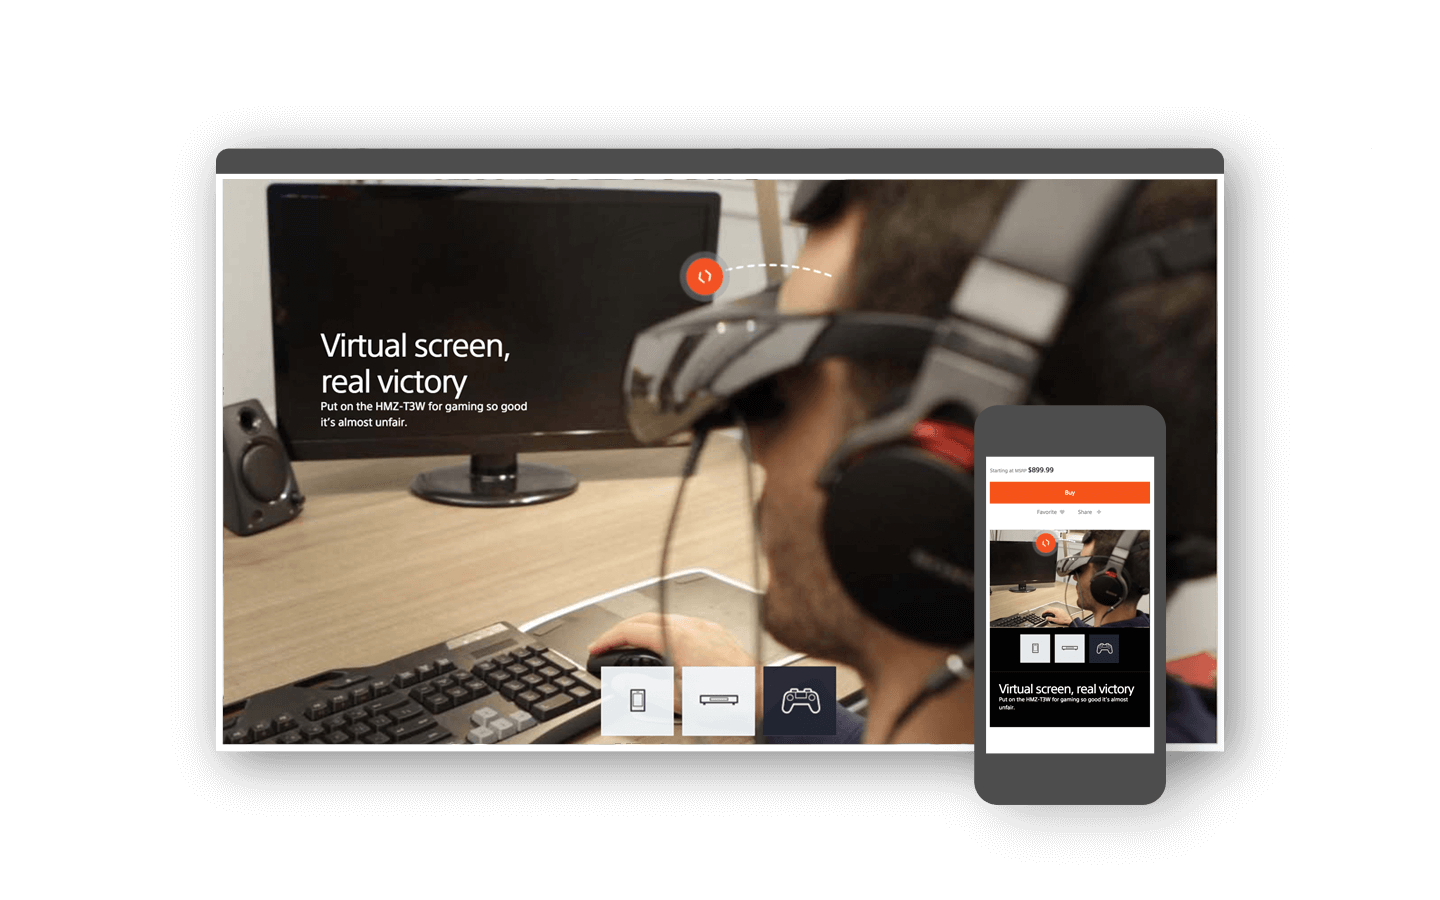 Virtual screen,
real victory
Put on the HMZ-T3W for gaming so good
it's almost unfair.
Starting at MSRP $899.99
Buy
Favorite
Share
Virtual screen, real victory
Put on the HMZ-T3W for gaming so good it's almost
unfair.